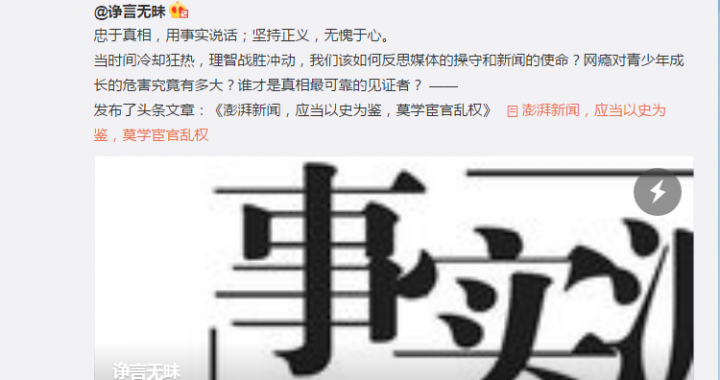 @诤言无昧
忠于真相，用事实说话；坚持正义，无愧于心。
当时间冷却狂热，理智战胜冲动，我们该如何反思媒体的操守和新闻的使命？网瘾对青少年成
长的危害究竟有多大？谁才是真相最可靠的见证者？ ——
发布了头条文章：《澎湃新闻，应当以史为鉴，莫学宦官乱权》 澎湃新闻，应当以史为
鉴，莫学宦官乱权
事实
诤言无昧